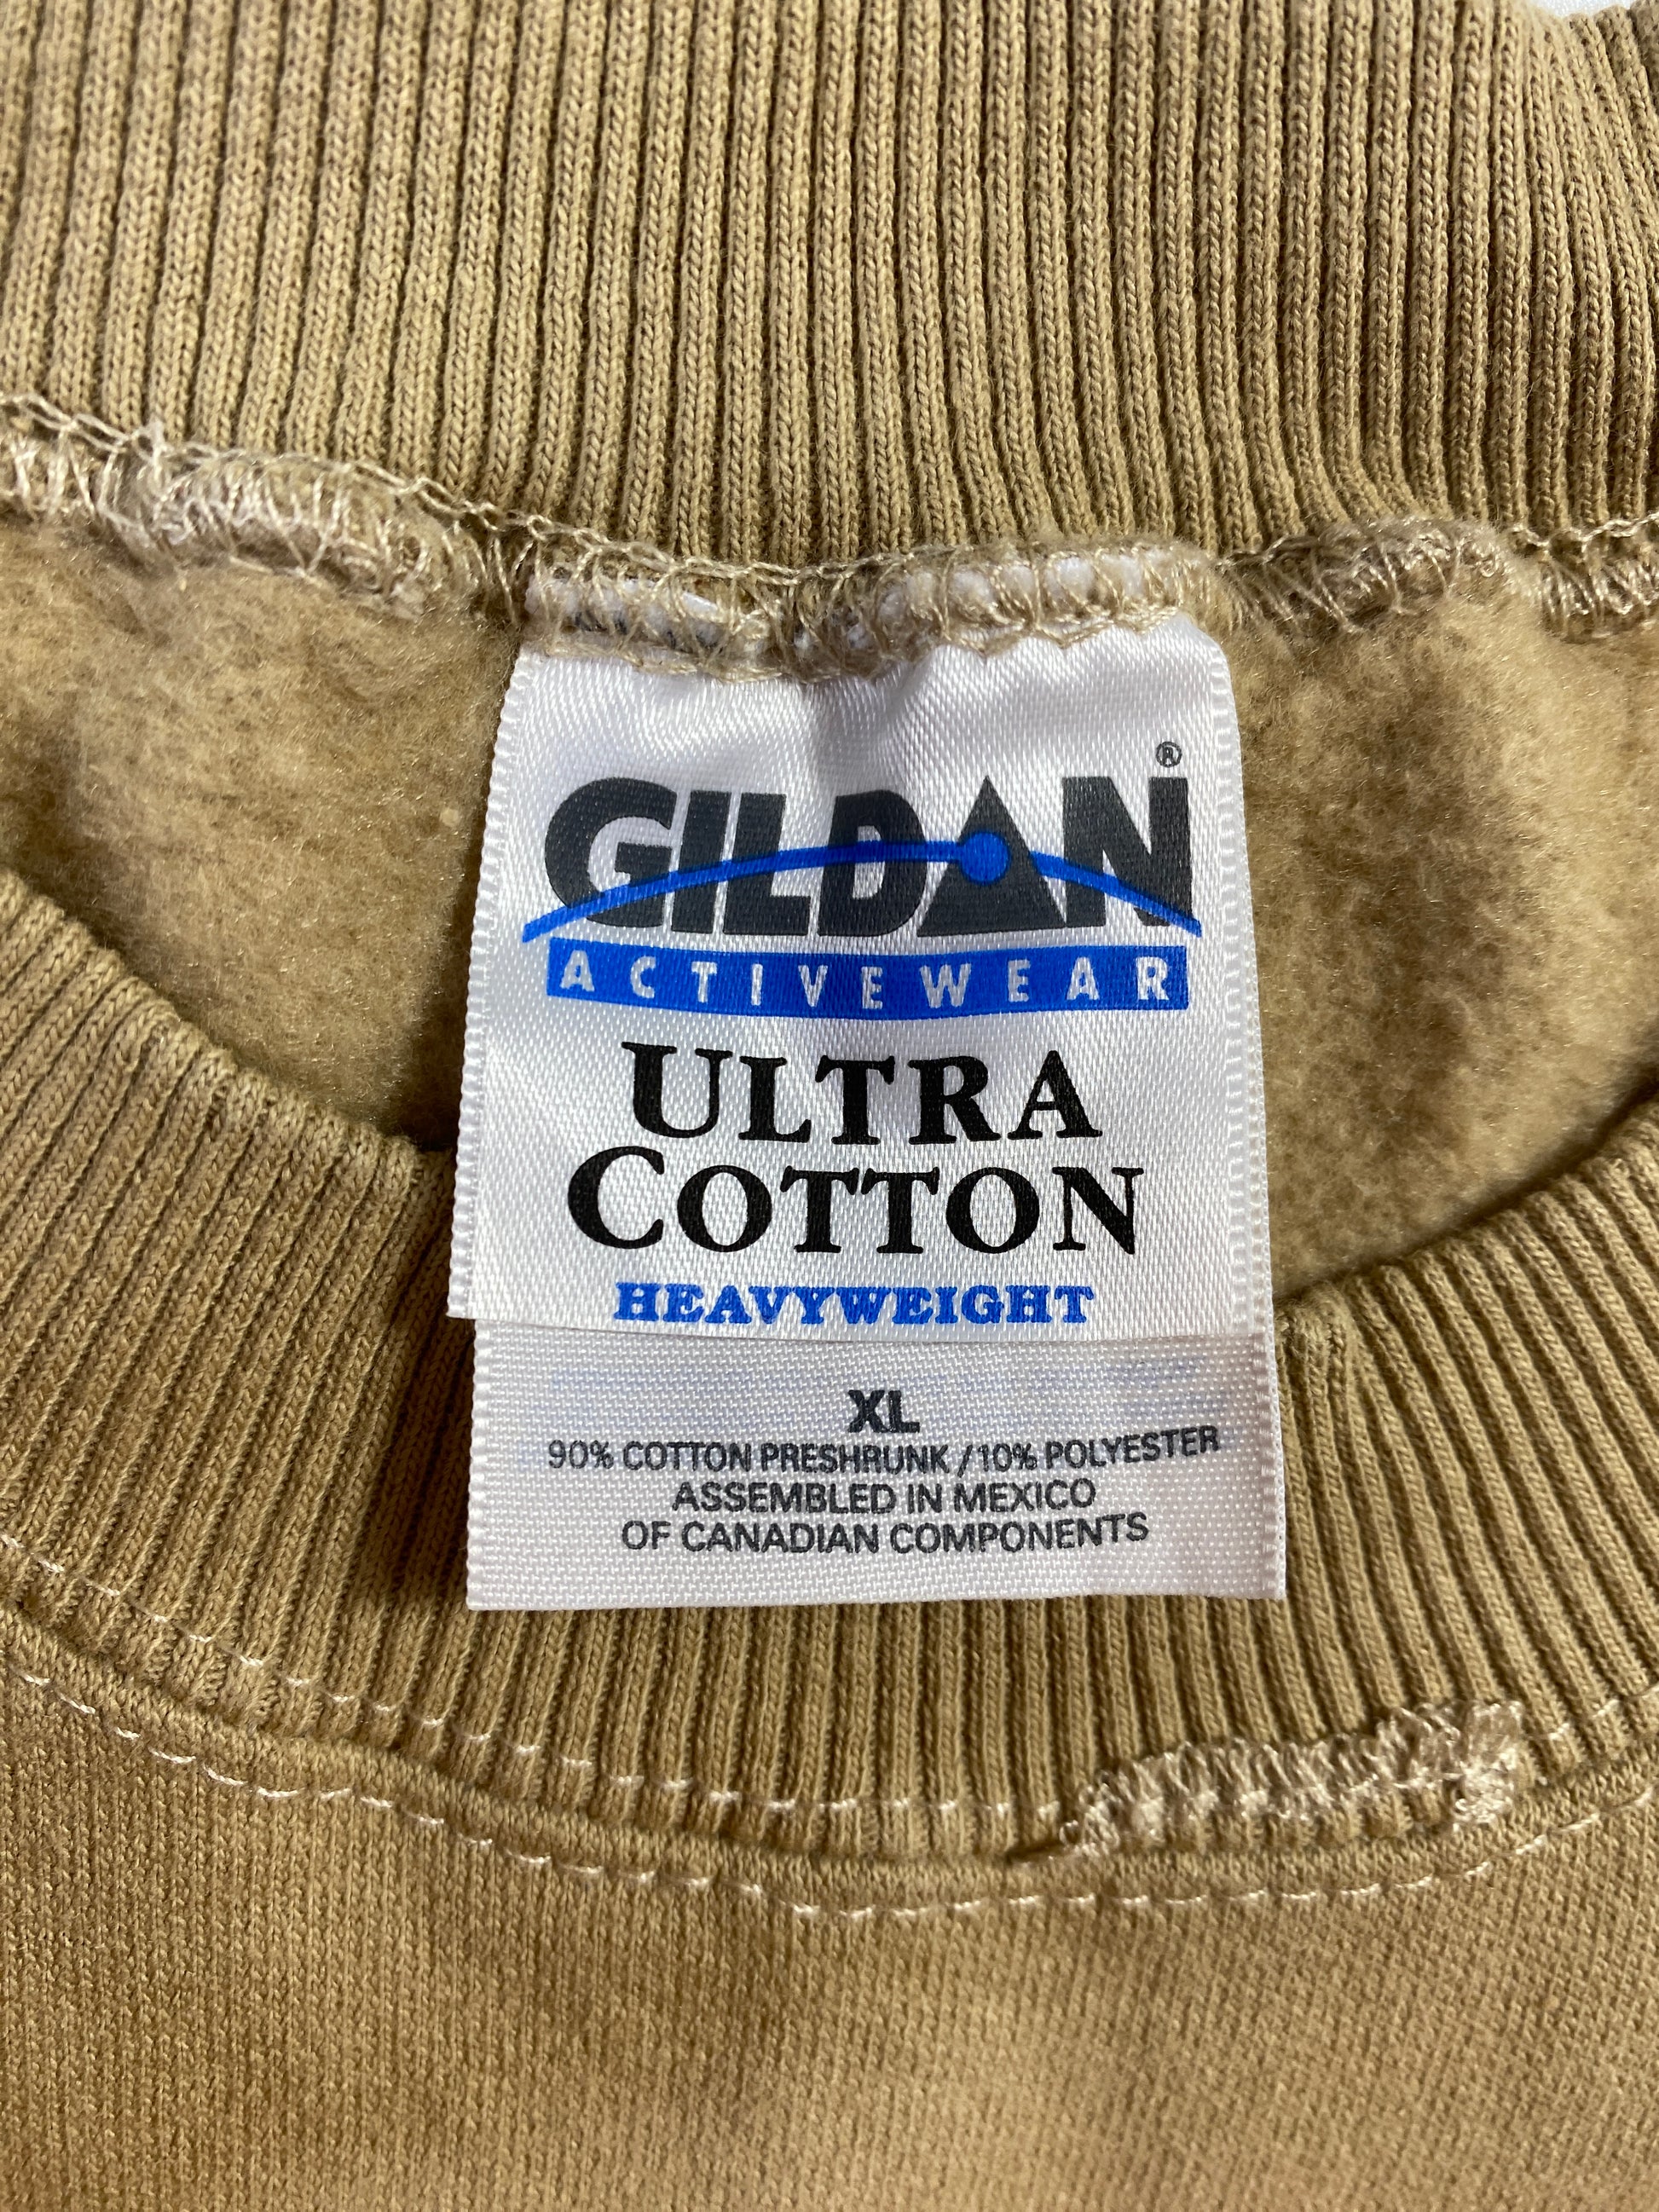 GILDAN®
ACTIVEWEAR
ULTRA
COTTON
HEAVYWEIGHT
XL
90% COTTON PRESHRUNK / 10% POLYESTER
ASSEMBLED IN MEXICO
OF CANADIAN COMPONENTS